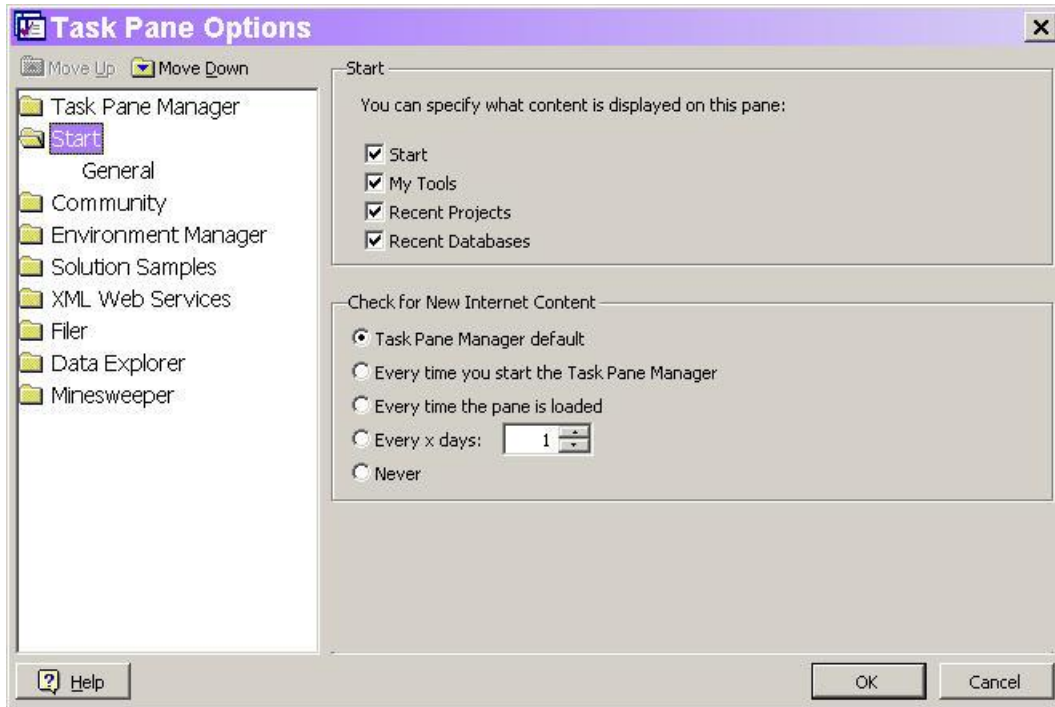 Task Pane Options
Move Up Move Down
Task Pane Manager
Start
General
Community
Environment Manager
Solution Samples
XML Web Services
Filer
Data Explorer
Minesweeper
Start
You can specify what content is displayed on this pane:
Start
My Tools
Recent Projects
Recent Databases
Check for New Internet Content
Task Pane Manager default
Every time you start the Task Pane Manager
Every time the pane is loaded
Every x days: 1
Never
Help
OK
Cancel